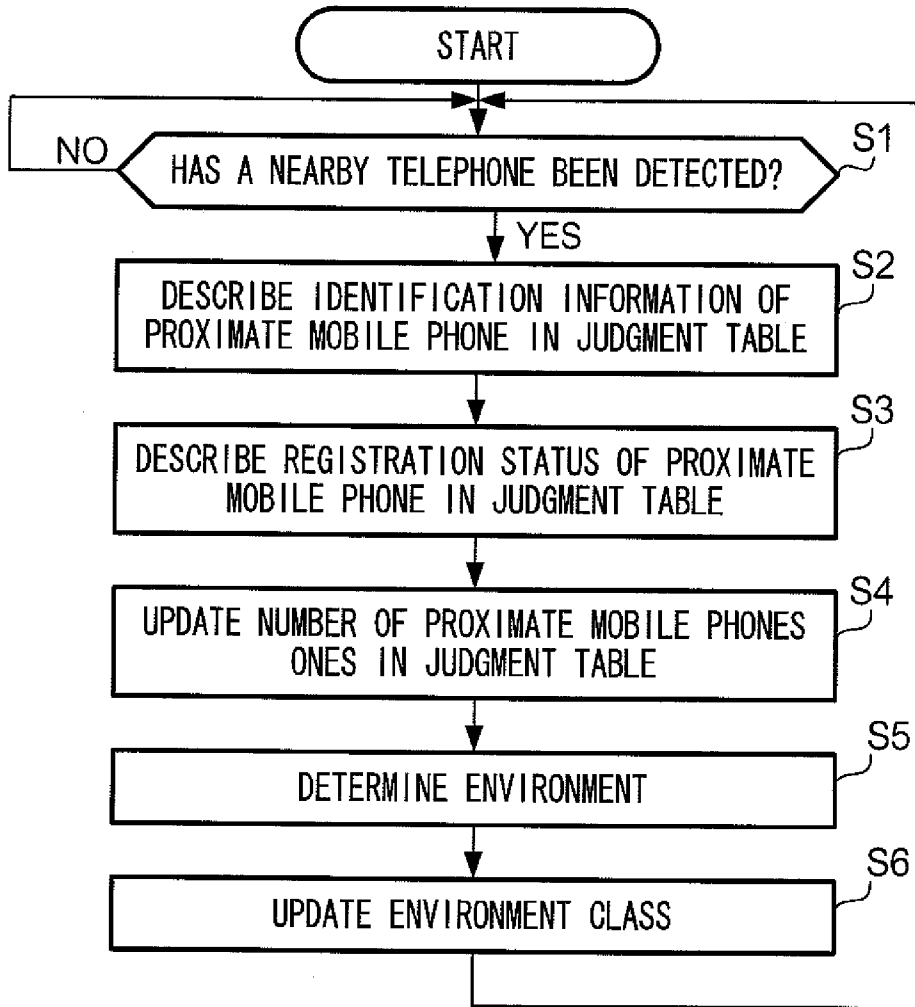 START
NO
HAS A NEARBY TELEPHONE BEEN DETECTED?
S1
YES
S2
DESCRIBE IDENTIFICATION INFORMATION OF
PROXIMATE MOBILE PHONE IN JUDGMENT TABLE
S3
DESCRIBE REGISTRATION STATUS OF PROXIMATE
MOBILE PHONE IN JUDGMENT TABLE
S4
UPDATE NUMBER OF PROXIMATE MOBILE PHONES
ONES IN JUDGMENT TABLE
S5
DETERMINE ENVIRONMENT
S6
UPDATE ENVIRONMENT CLASS